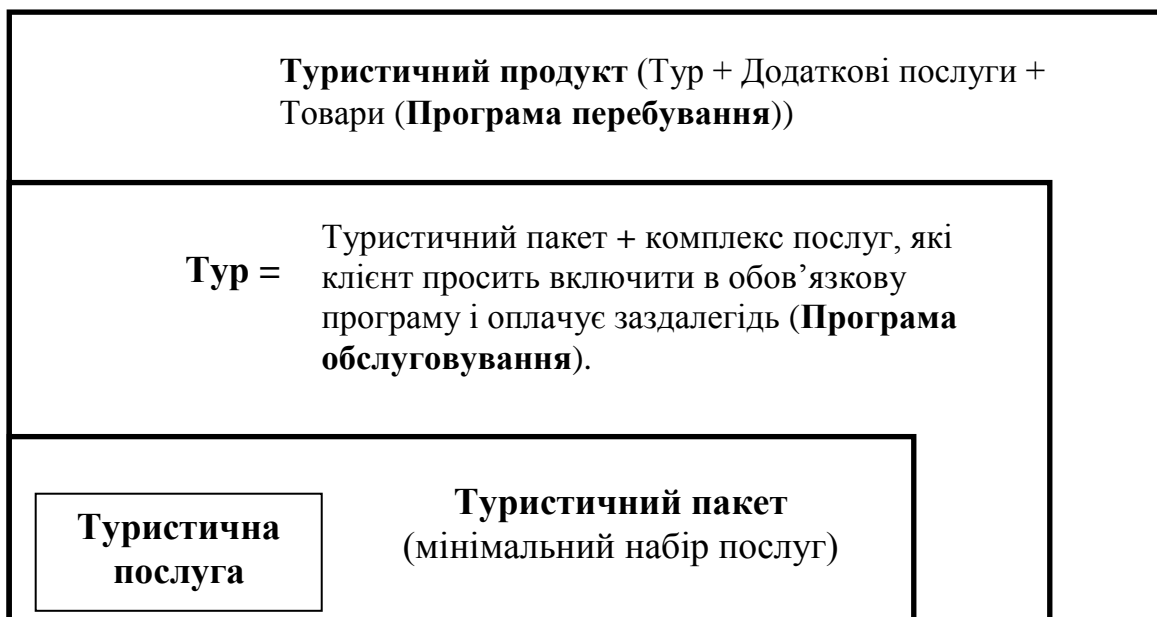 Туристичний продукт (Тур + Додаткові послуги +
Товари (Програма перебування))
Тур =
Туристичний пакет + комплекс послуг, які
клієнт просить включити в обов’язкову
програму і оплачує заздалегідь (Програма
обслуговування).
Туристична
послуга
Туристичний пакет
(мінімальний набір послуг)